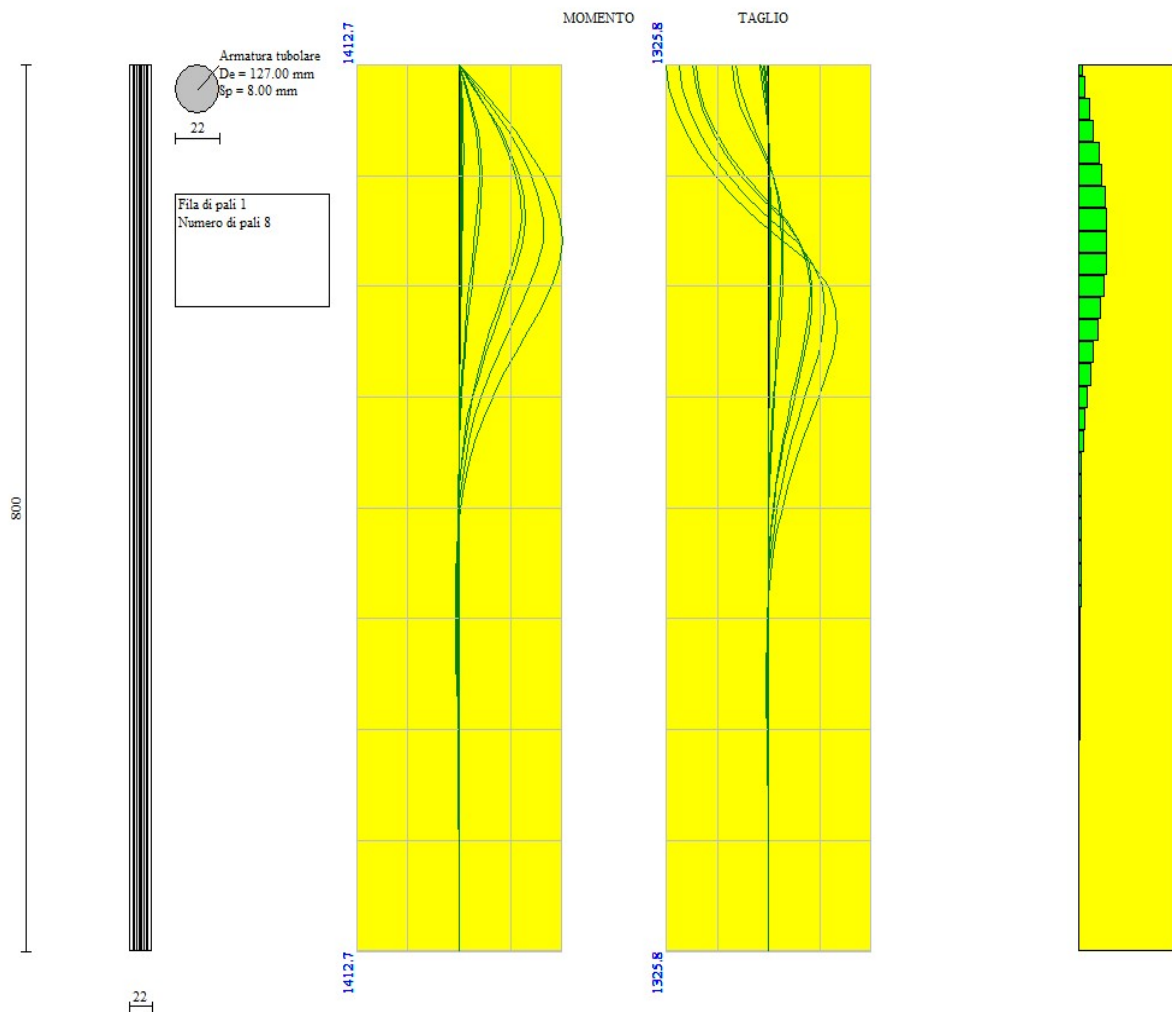 MOMENTO
TAGLIO
1412.7
1325.8
Armatura tubolare
De = 127.00 mm
Sp = 8.00 mm
22
Fila di pali 1
Numero di pali 8
800
1412.7
1325.8
22